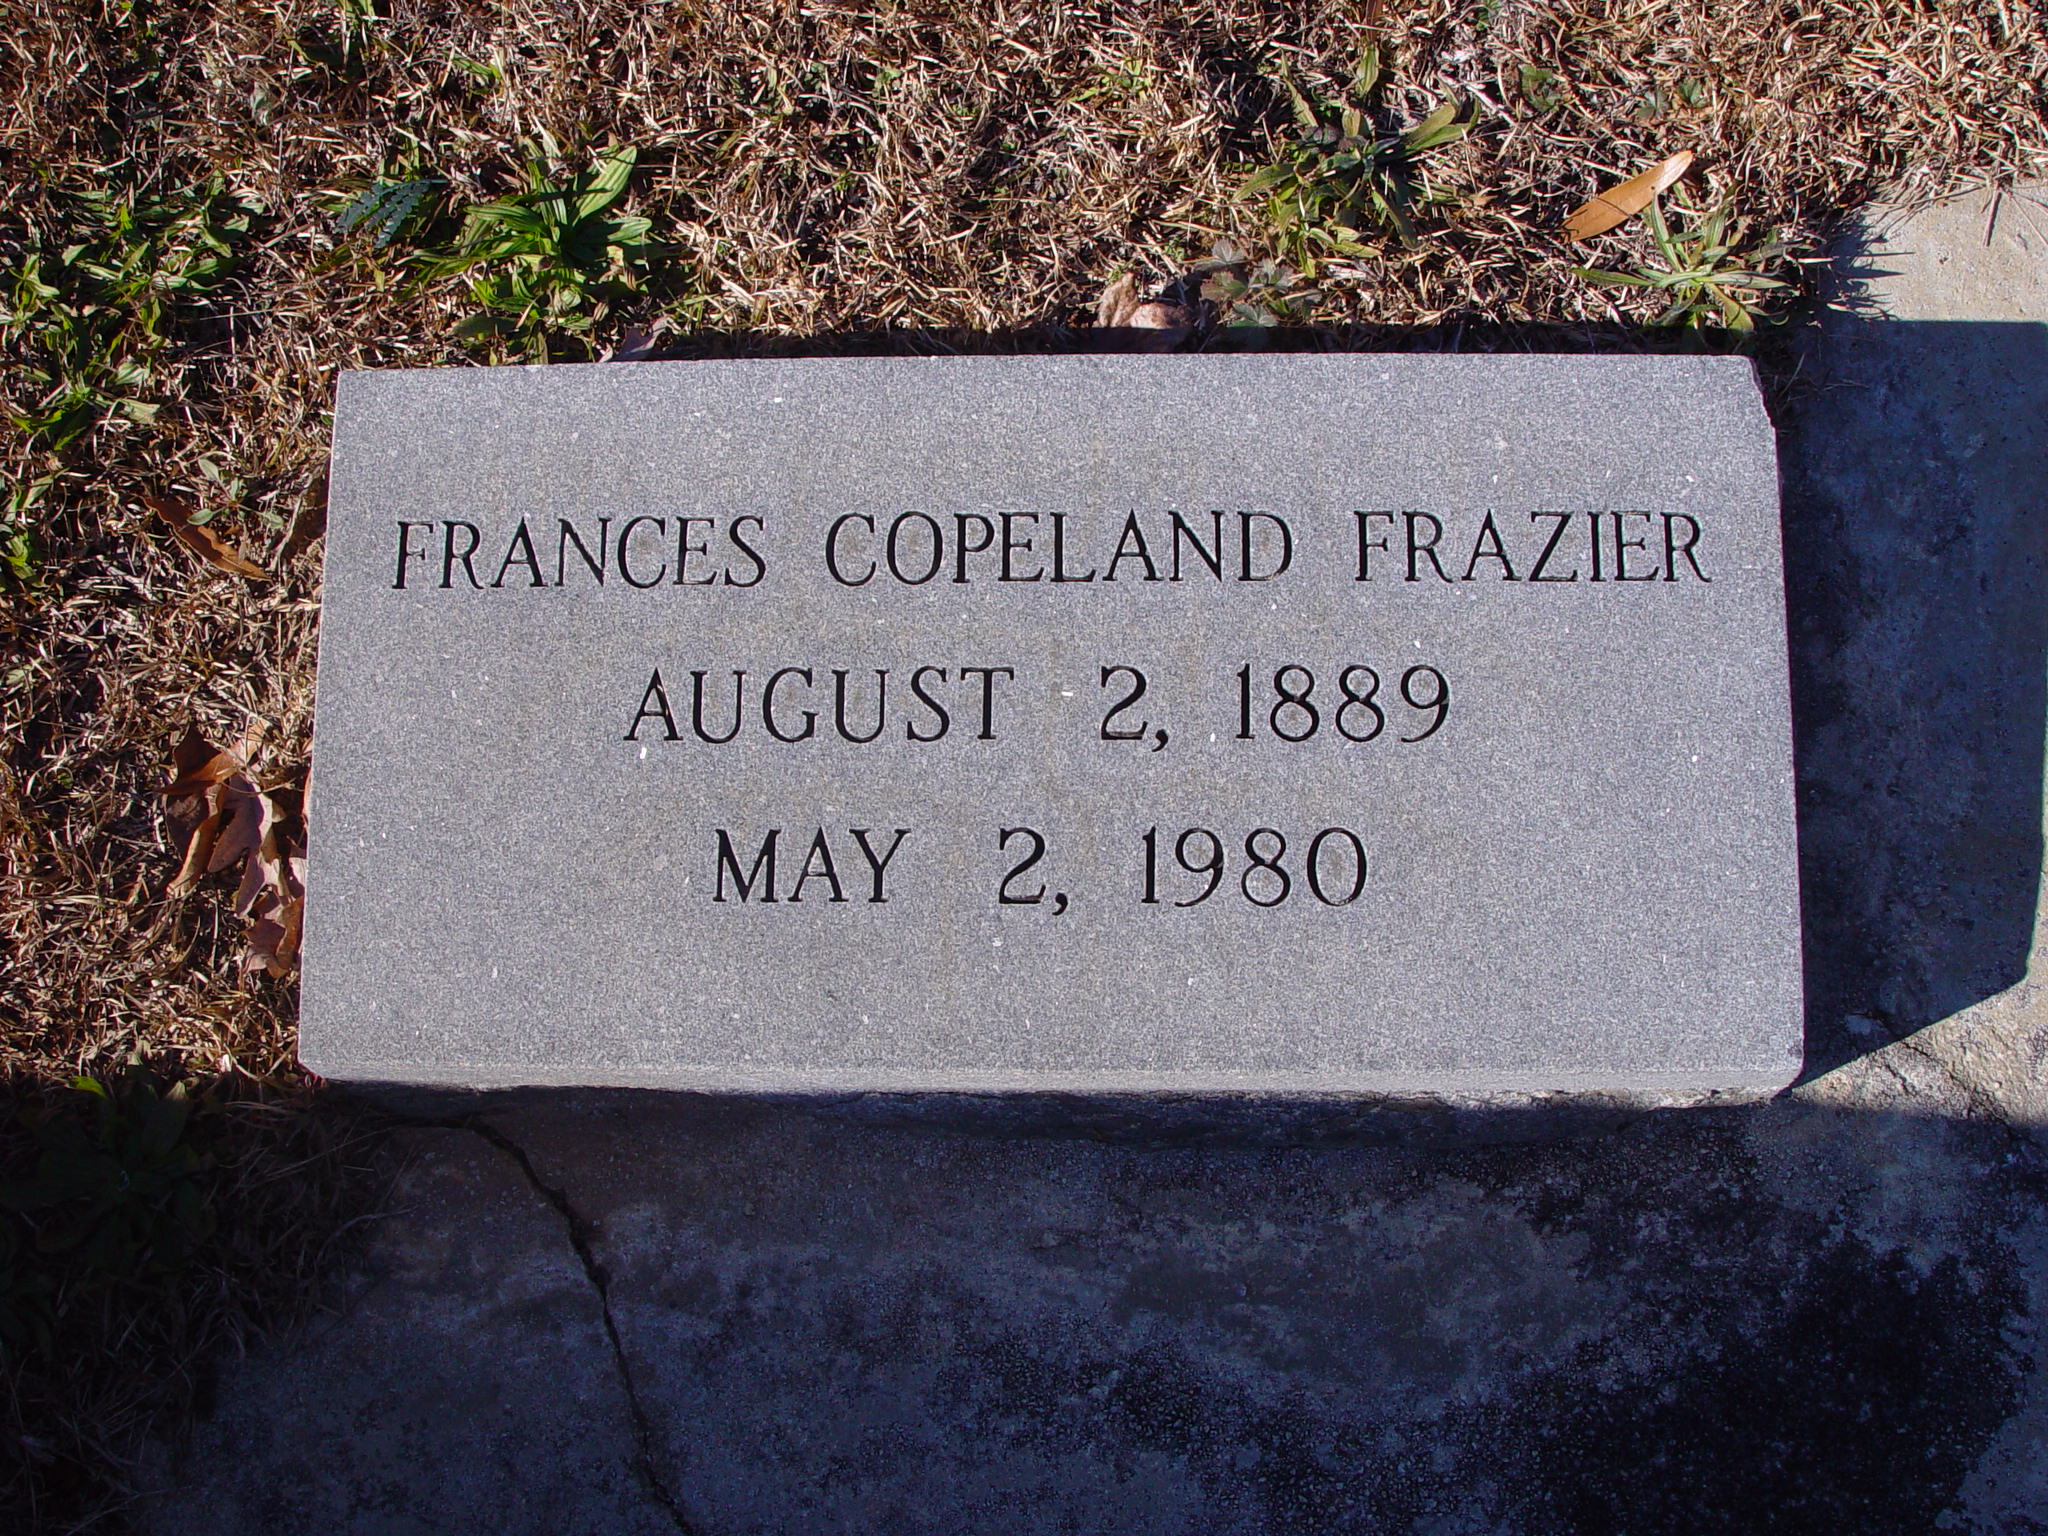 FRANCES COPELAND FRAZIER
AUGUST 2, 1889
MAY 2, 1980